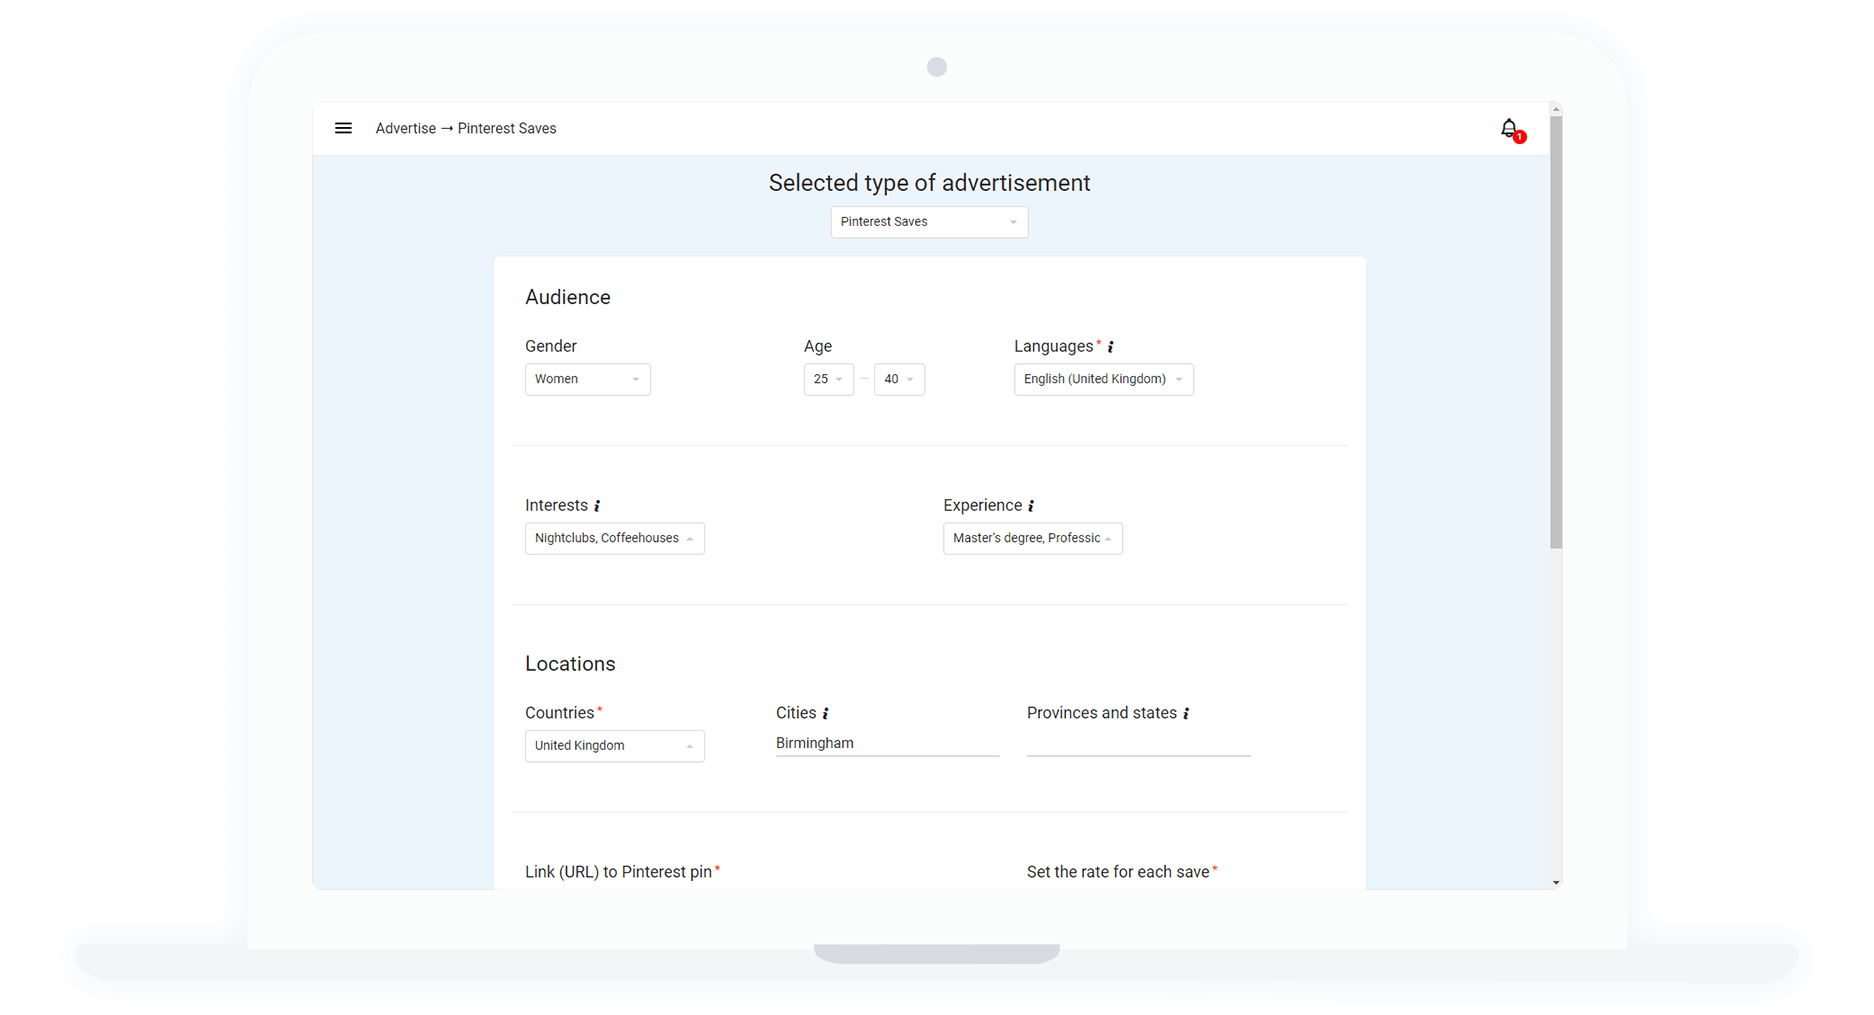 Advertise → Pinterest Saves
1
Selected type of advertisement
Pinterest Saves
Audience
Gender
Age
Languages* i
Women
25 – 40
English (United Kingdom)
Interests i
Experience i
Nightclubs, Coffeehouses
Master's degree, Professic
Locations
Countries*
Cities i
Provinces and states i
United Kingdom
Birmingham
Link (URL) to Pinterest pin*
Set the rate for each save*